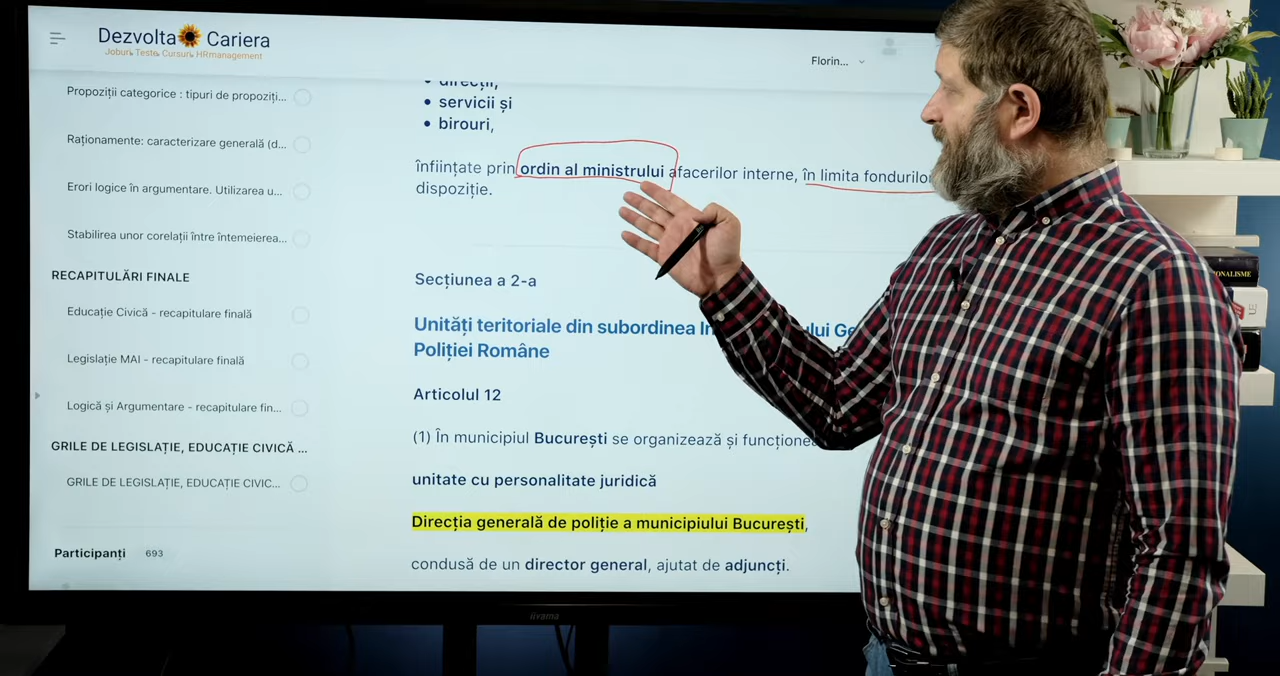 Dezvolta Cariera
Joburi, Teste, Cursuri, HRmanagement
Florin...
Propoziții categorice : tipuri de propoziți...
Raționamente: caracterizare generală (d...
Erori logice în argumentare. Utilizarea u...
Stabilirea unor corelații între întemeierea...
RECAPITULĂRI FINALE
Educație Civică - recapitulare finală
Legislație MAI - recapitulare finală
Logică și Argumentare - recapitulare fin...
GRILE DE LEGISLAȚIE, EDUCAȚIE CIVICĂ ...
GRILE DE LEGISLAȚIE, EDUCAȚIE CIVIC...
Participanți 693
• direcții,
• servicii și
• birouri,
înființate prin ordin al ministrului afacerilor interne, în limita fondurilor
dispoziție.
Secțiunea a 2-a
Unități teritoriale din subordinea
Poliției Române
Articolul 12
(1) În municipiul București se organizează și
unitate cu personalitate juridică
Direcția generală de poliție a municipiului București,
condusă de un director general, ajutat de adjuncți.
iiyama